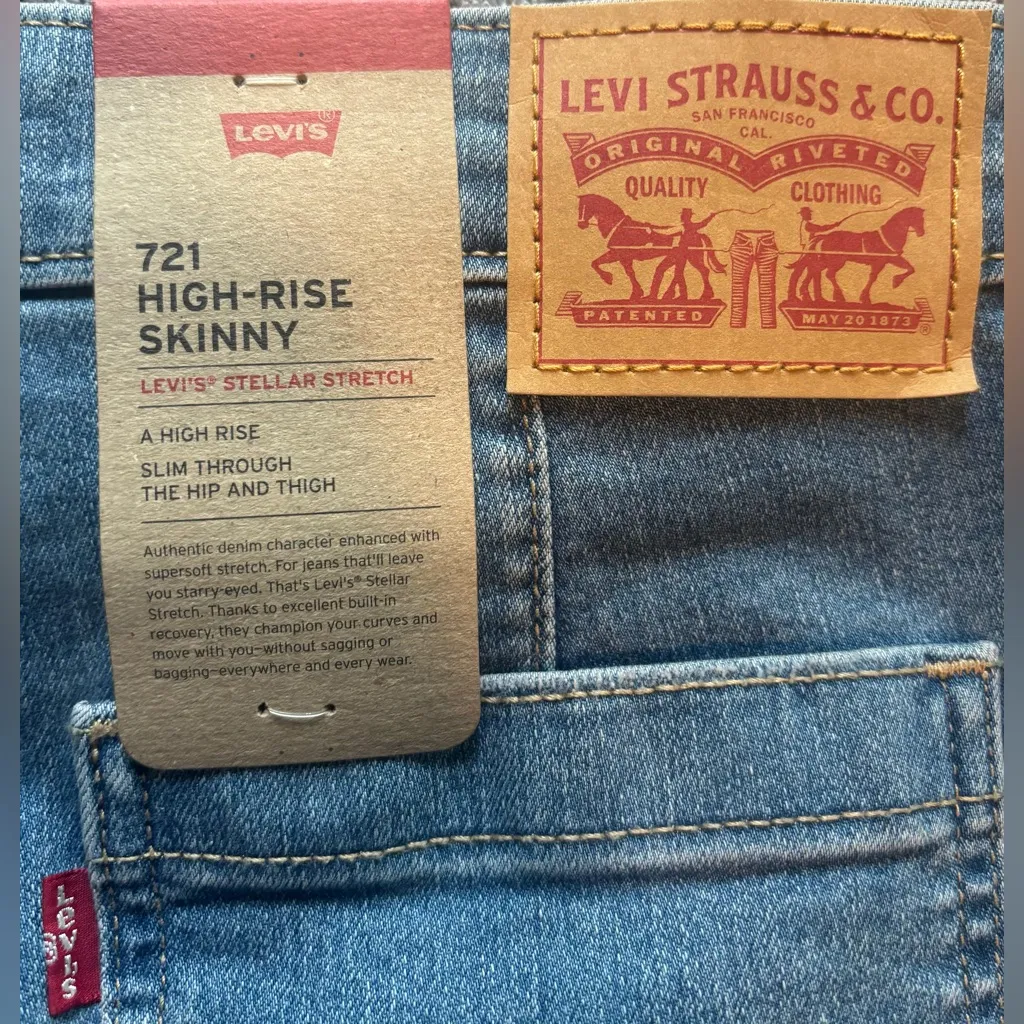 Levi's®
721
HIGH-RISE
SKINNY
LEVI'S® STELLAR STRETCH
A HIGH RISE
SLIM THROUGH
THE HIP AND THIGH
Authentic denim character enhanced with
supersoft stretch. For jeans that'll leave
you starry-eyed. That's Levi's® Stellar
Stretch. Thanks to excellent built-in
recovery, they champion your curves and
move with you—without sagging or
bagging—everywhere and every wear.
LEVI STRAUSS & CO.
SAN FRANCISCO
CAL.
ORIGINAL RIVETED
QUALITY CLOTHING
PATENTED MAY 20 1873 ®
Levi's ®